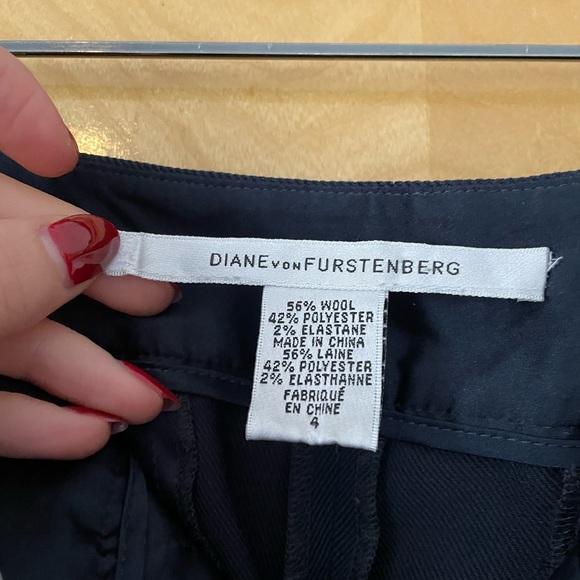 DIANE VON FURSTENBERG
56% WOOL
42% POLYESTER
2% ELASTANE
MADE IN CHINA
56% LAINE
42% POLYESTER
2% ELASTHANNE
FABRIQUÉ
EN CHINE
4